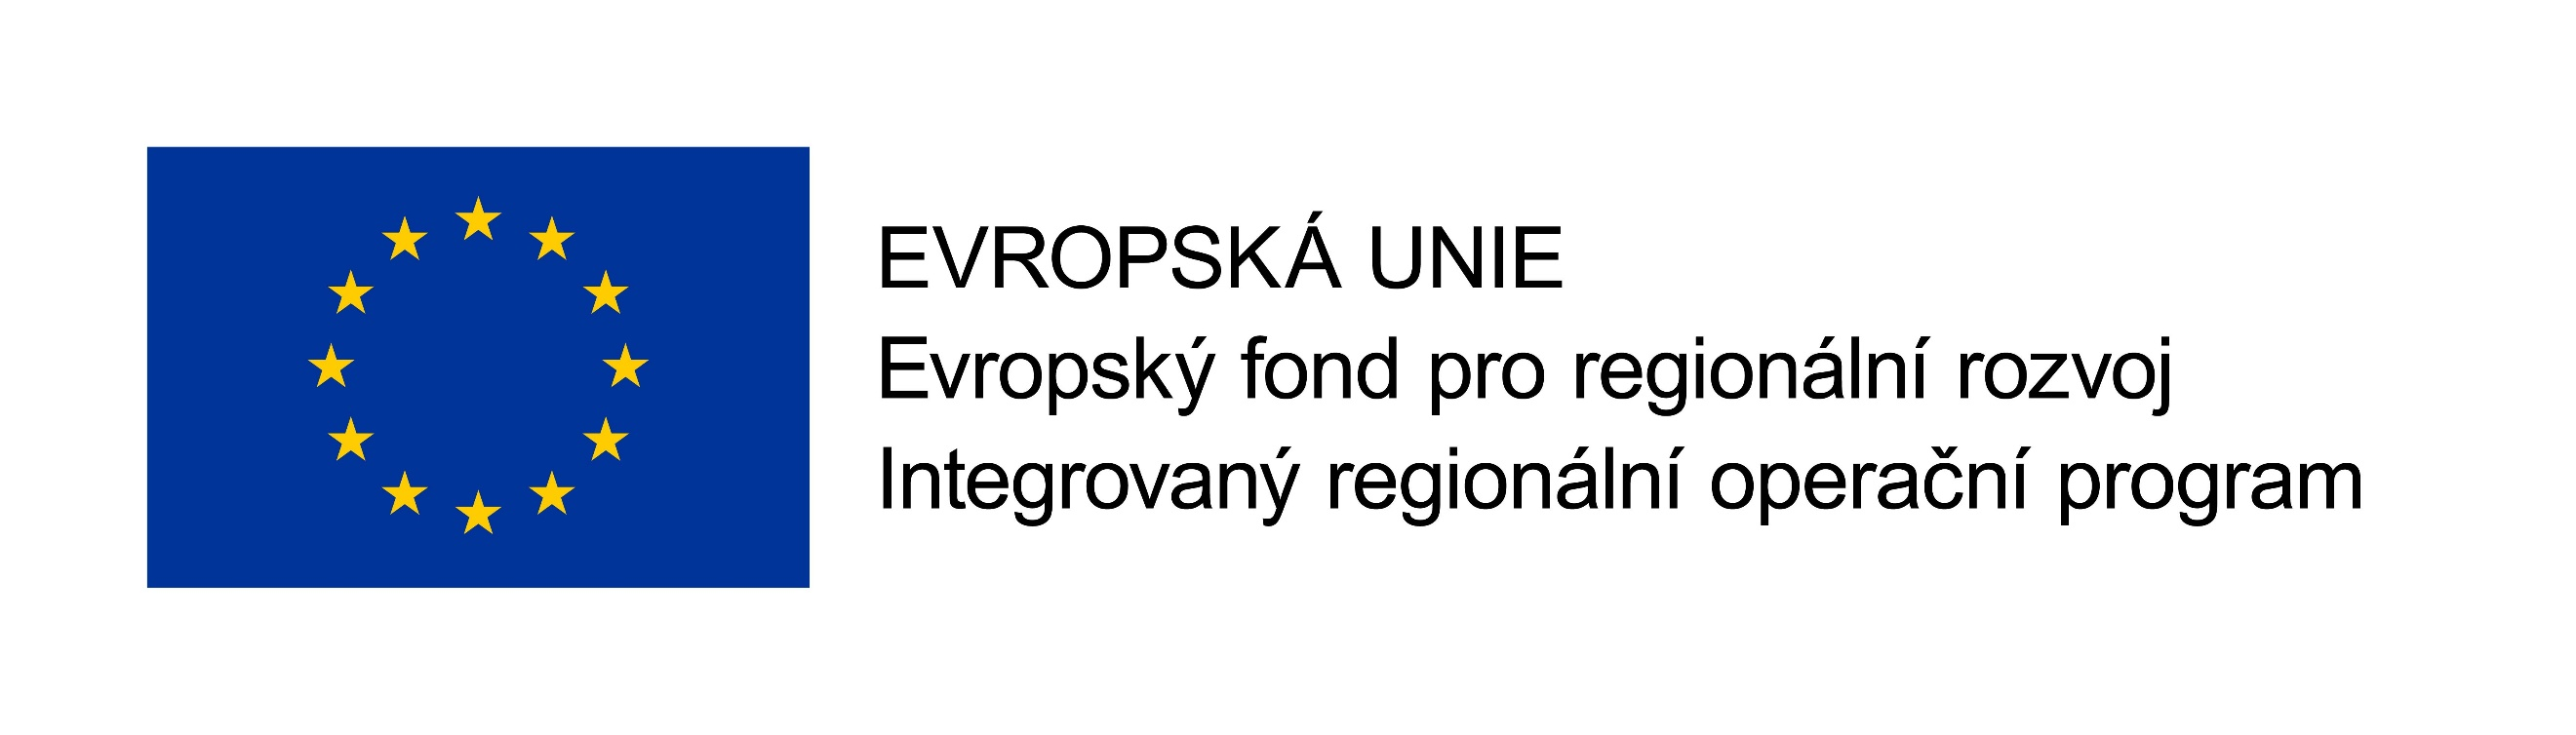 EVROPSKÁ UNIE
Evropský fond pro regionální rozvoj
Integrovaný regionální operační program